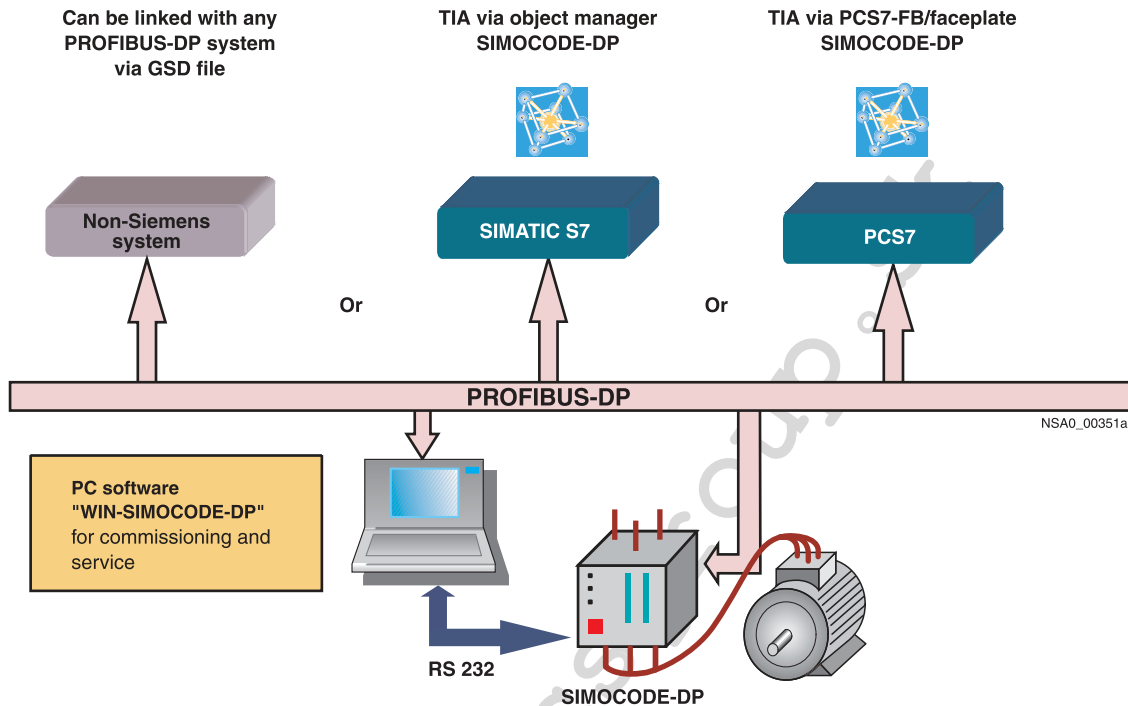 Can be linked with any
PROFIBUS-DP system
via GSD file
TIA via object manager
SIMOCODE-DP
TIA via PCS7-FB/faceplate
SIMOCODE-DP
Non-Siemens
system
SIMATIC S7
PCS7
Or
Or
PROFIBUS-DP
NSA0_00351a
PC software
"WIN-SIMOCODE-DP"
for commissioning and
service
RS 232
SIMOCODE-DP